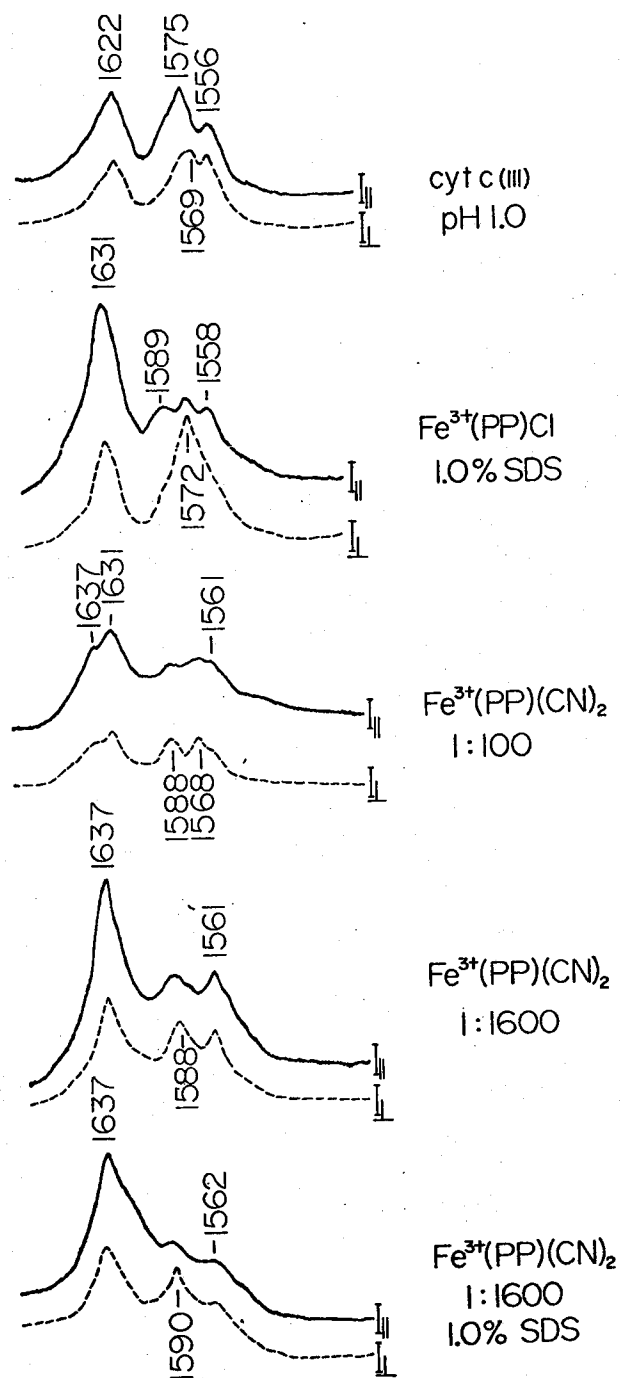 1622
1575
1556
1569
I∥
I⊥
cyt c (III)
pH 1.0
1631
1589
1558
1572
I∥
I⊥
Fe³⁺(PP)Cl
1.0% SDS
1637
1631
1561
1588
1568
I∥
I⊥
Fe³⁺(PP)(CN)₂
1:100
1637
1561
1588
I∥
I⊥
Fe³⁺(PP)(CN)₂
1:1600
1637
1562
1590
I∥
I⊥
Fe³⁺(PP)(CN)₂
1:1600
1.0% SDS